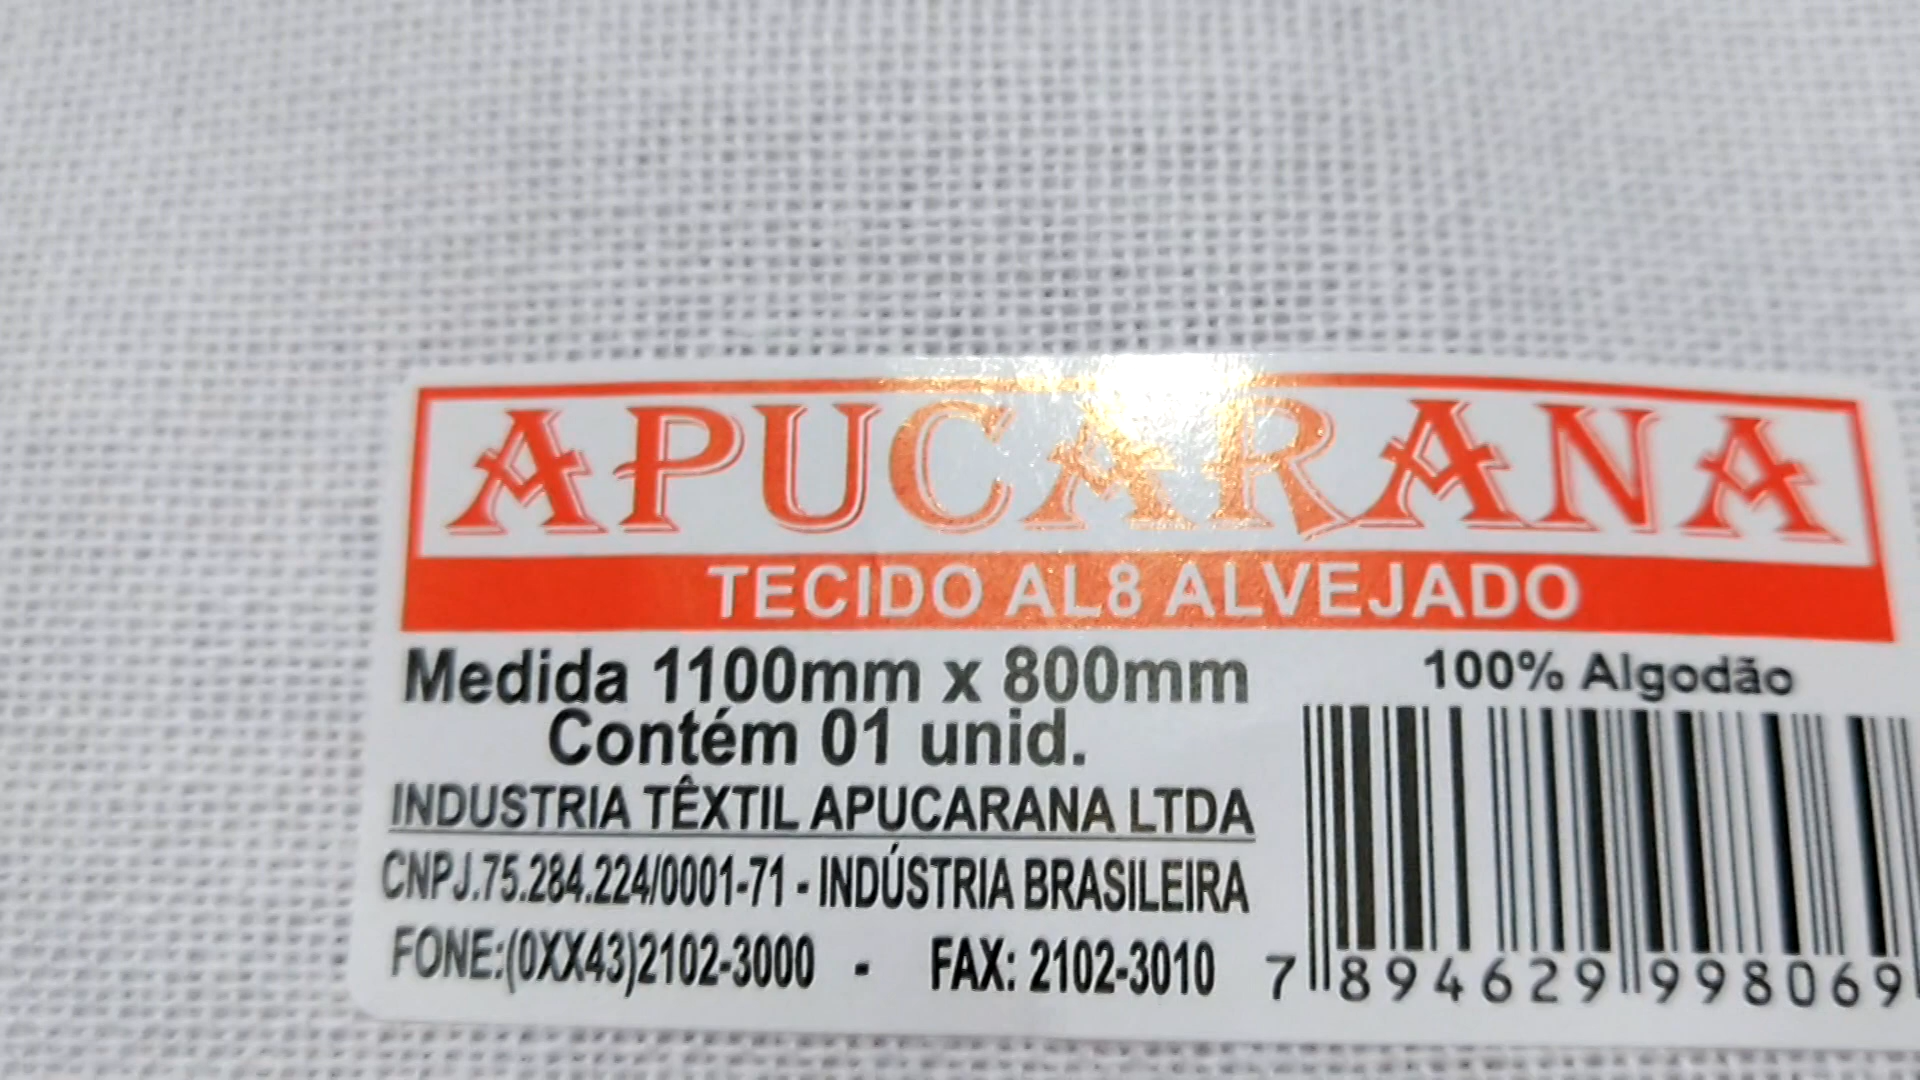 APUCARANA
TECIDO AL8 ALVEJADO
Medida 1100mm x 800mm
Contém 01 unid.
100% Algodão
INDUSTRIA TÊXTIL APUCARANA LTDA
CNPJ.75.284.224/0001-71 - INDÚSTRIA BRASILEIRA
FONE:(0XX43)2102-3000 - FAX: 2102-3010
7 894629 998069